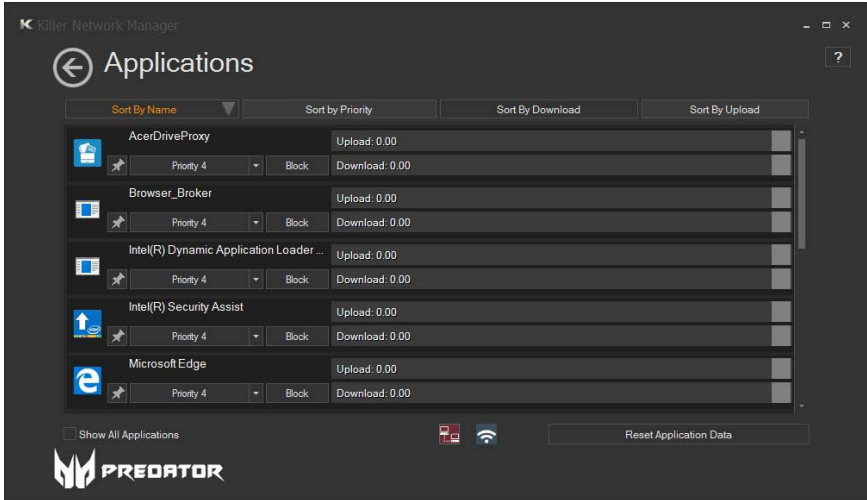 Killer Network Manager
?
Applications
Sort By Name Sort by Priority Sort By Download Sort By Upload
AcerDriveProxy
Upload: 0.00
Priority 4 Block Download: 0.00
Browser_Broker
Upload: 0.00
Priority 4 Block Download: 0.00
Intel(R) Dynamic Application Loader ...
Upload: 0.00
Priority 4 Block Download: 0.00
Intel(R) Security Assist
Upload: 0.00
Priority 4 Block Download: 0.00
Microsoft Edge
Upload: 0.00
Priority 4 Block Download: 0.00
Show All Applications Reset Application Data
PREDATOR